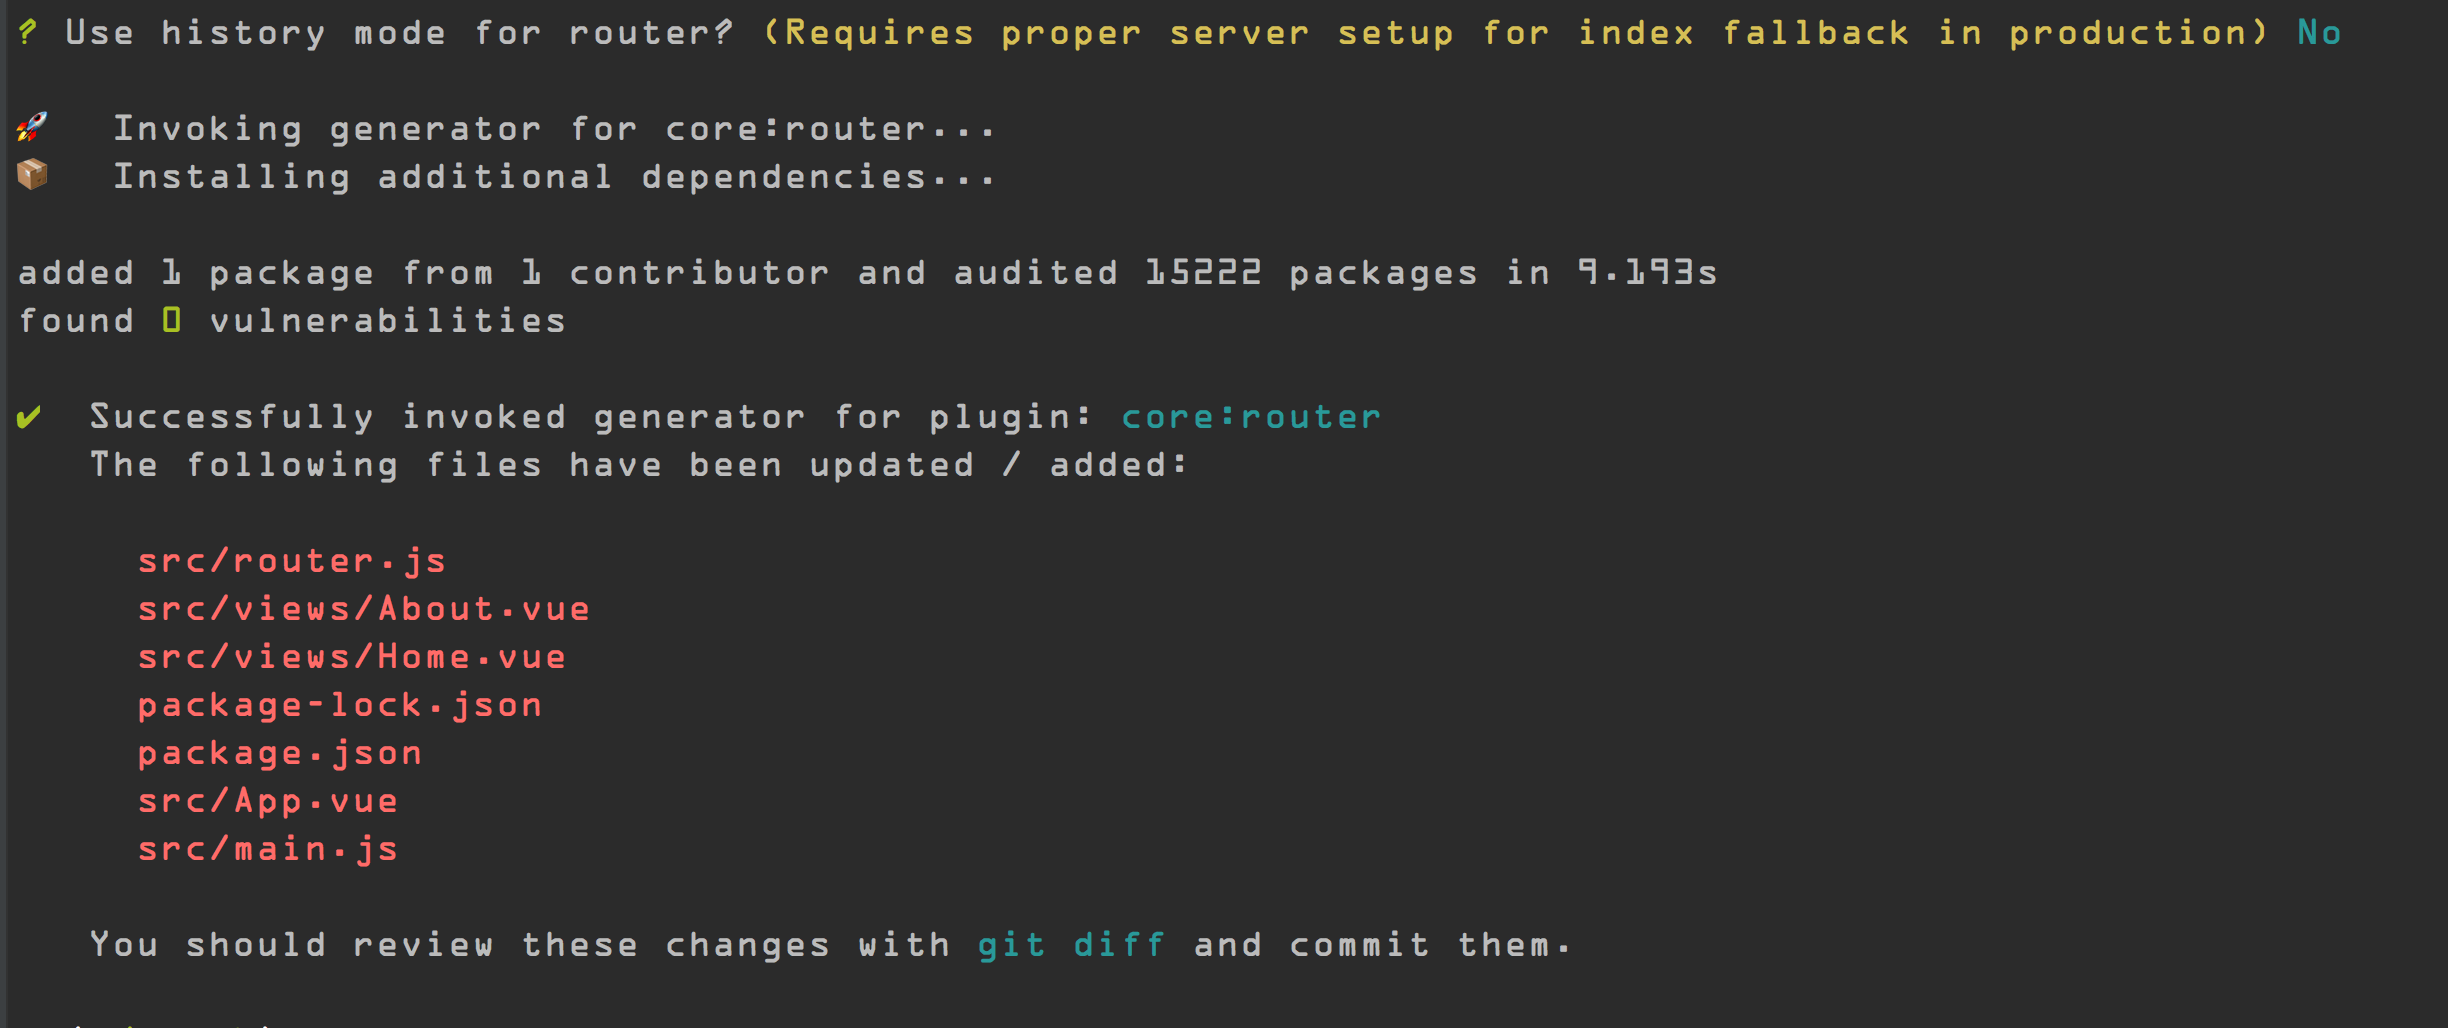 ? Use history mode for router? (Requires proper server setup for index fallback in production) No
🚀 Invoking generator for core:router...
📦 Installing additional dependencies...
added 1 package from 1 contributor and audited 15222 packages in 9.193s
found 0 vulnerabilities
✔ Successfully invoked generator for plugin: core:router
The following files have been updated / added:
src/router.js
src/views/About.vue
src/views/Home.vue
package-lock.json
package.json
src/App.vue
src/main.js
You should review these changes with git diff and commit them.